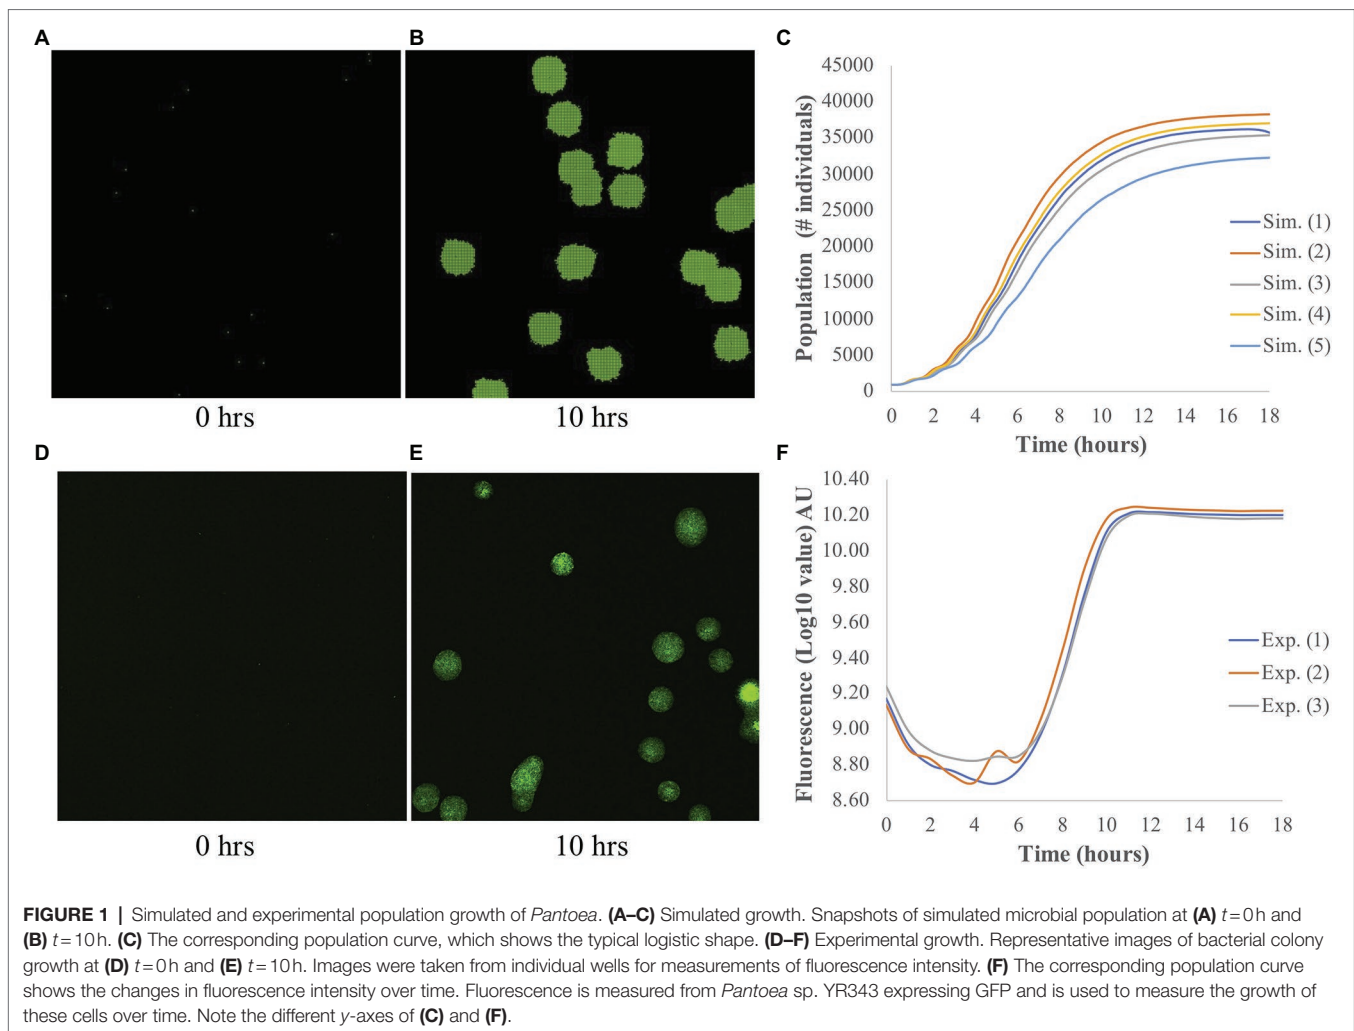 A
B
C
45000
40000
35000
30000
25000
20000
15000
10000
5000
0
Population (# individuals)
0 2 4 6 8 10 12 14 16 18
Time (hours)
Sim. (1)
Sim. (2)
Sim. (3)
Sim. (4)
Sim. (5)
0 hrs
10 hrs
D
E
F
10.40
10.20
10.00
9.80
9.60
9.40
9.20
9.00
8.80
8.60
Fluorescence (Log10 value) AU
0 2 4 6 8 10 12 14 16 18
Time (hours)
Exp. (1)
Exp. (2)
Exp. (3)
0 hrs
10 hrs
FIGURE 1 | Simulated and experimental population growth of Pantoea. (A–C) Simulated growth. Snapshots of simulated microbial population at (A) t=0h and
(B) t=10h. (C) The corresponding population curve, which shows the typical logistic shape. (D–F) Experimental growth. Representative images of bacterial colony
growth at (D) t=0h and (E) t=10h. Images were taken from individual wells for measurements of fluorescence intensity. (F) The corresponding population curve
shows the changes in fluorescence intensity over time. Fluorescence is measured from Pantoea sp. YR343 expressing GFP and is used to measure the growth of
these cells over time. Note the different y-axes of (C) and (F).